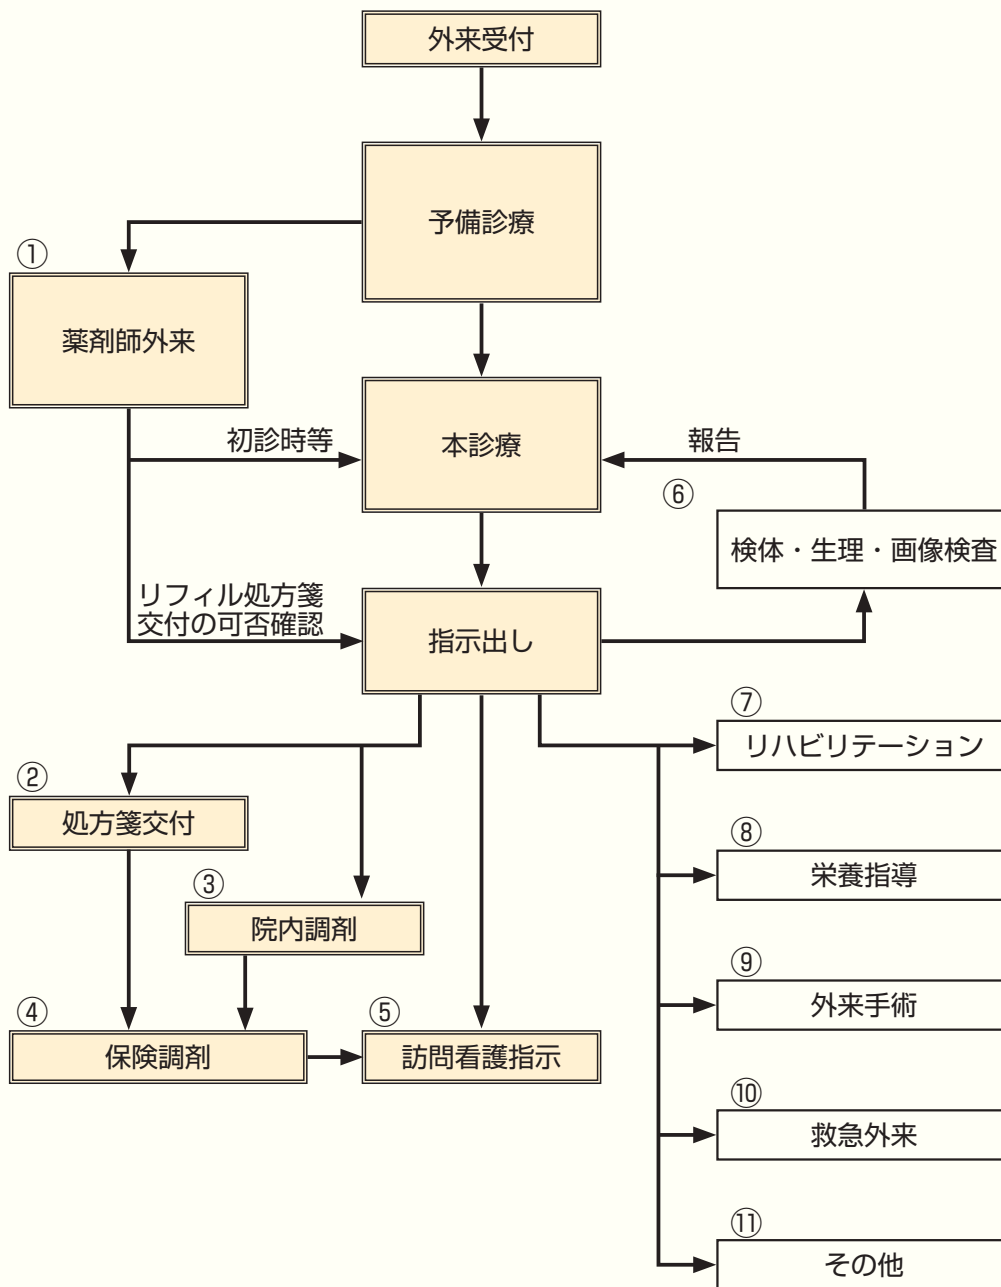 外来受付
予備診療
①
薬剤師外来
初診時等
本診療
報告
⑥
検体・生理・画像検査
リフィル処方箋
交付の可否確認
指示出し
⑦
リハビリテーション
②
処方箋交付
⑧
栄養指導
③
院内調剤
⑨
外来手術
④
保険調剤
⑤
訪問看護指示
⑩
救急外来
⑪
その他